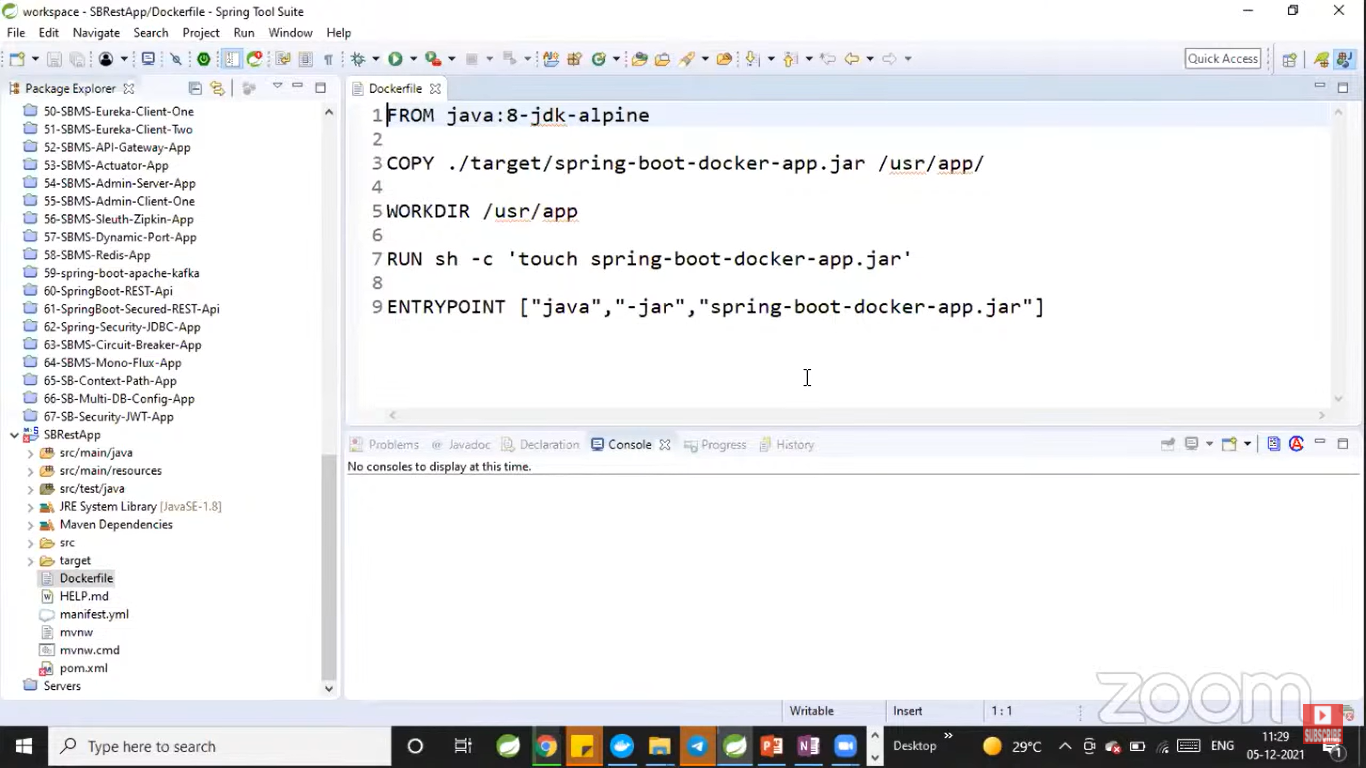 workspace - SBRestApp/Dockerfile - Spring Tool Suite
File Edit Navigate Search Project Run Window Help
Quick Access
Package Explorer
50-SBMS-Eureka-Client-One
51-SBMS-Eureka-Client-Two
52-SBMS-API-Gateway-App
53-SBMS-Actuator-App
54-SBMS-Admin-Server-App
55-SBMS-Admin-Client-One
56-SBMS-Sleuth-Zipkin-App
57-SBMS-Dynamic-Port-App
58-SBMS-Redis-App
59-spring-boot-apache-kafka
60-SpringBoot-REST-Api
61-SpringBoot-Secured-REST-Api
62-Spring-Security-JDBC-App
63-SBMS-Circuit-Breaker-App
64-SBMS-Mono-Flux-App
65-SB-Context-Path-App
66-SB-Multi-DB-Config-App
67-SB-Security-JWT-App
SBRestApp
src/main/java
src/main/resources
src/test/java
JRE System Library [JavaSE-1.8]
Maven Dependencies
src
target
Dockerfile
HELP.md
manifest.yml
mvnw
mvnw.cmd
pom.xml
Servers
Dockerfile
1 FROM java:8-jdk-alpine
2
3 COPY ./target/spring-boot-docker-app.jar /usr/app/
4
5 WORKDIR /usr/app
6
7 RUN sh -c 'touch spring-boot-docker-app.jar'
8
9 ENTRYPOINT ["java","-jar","spring-boot-docker-app.jar"]
Problems Javadoc Declaration Console Progress History
No consoles to display at this time.
Writable Insert 1 : 1
zoom
SUBSCRIBE
Type here to search
Desktop
29°C
ENG
11:29
05-12-2021
1